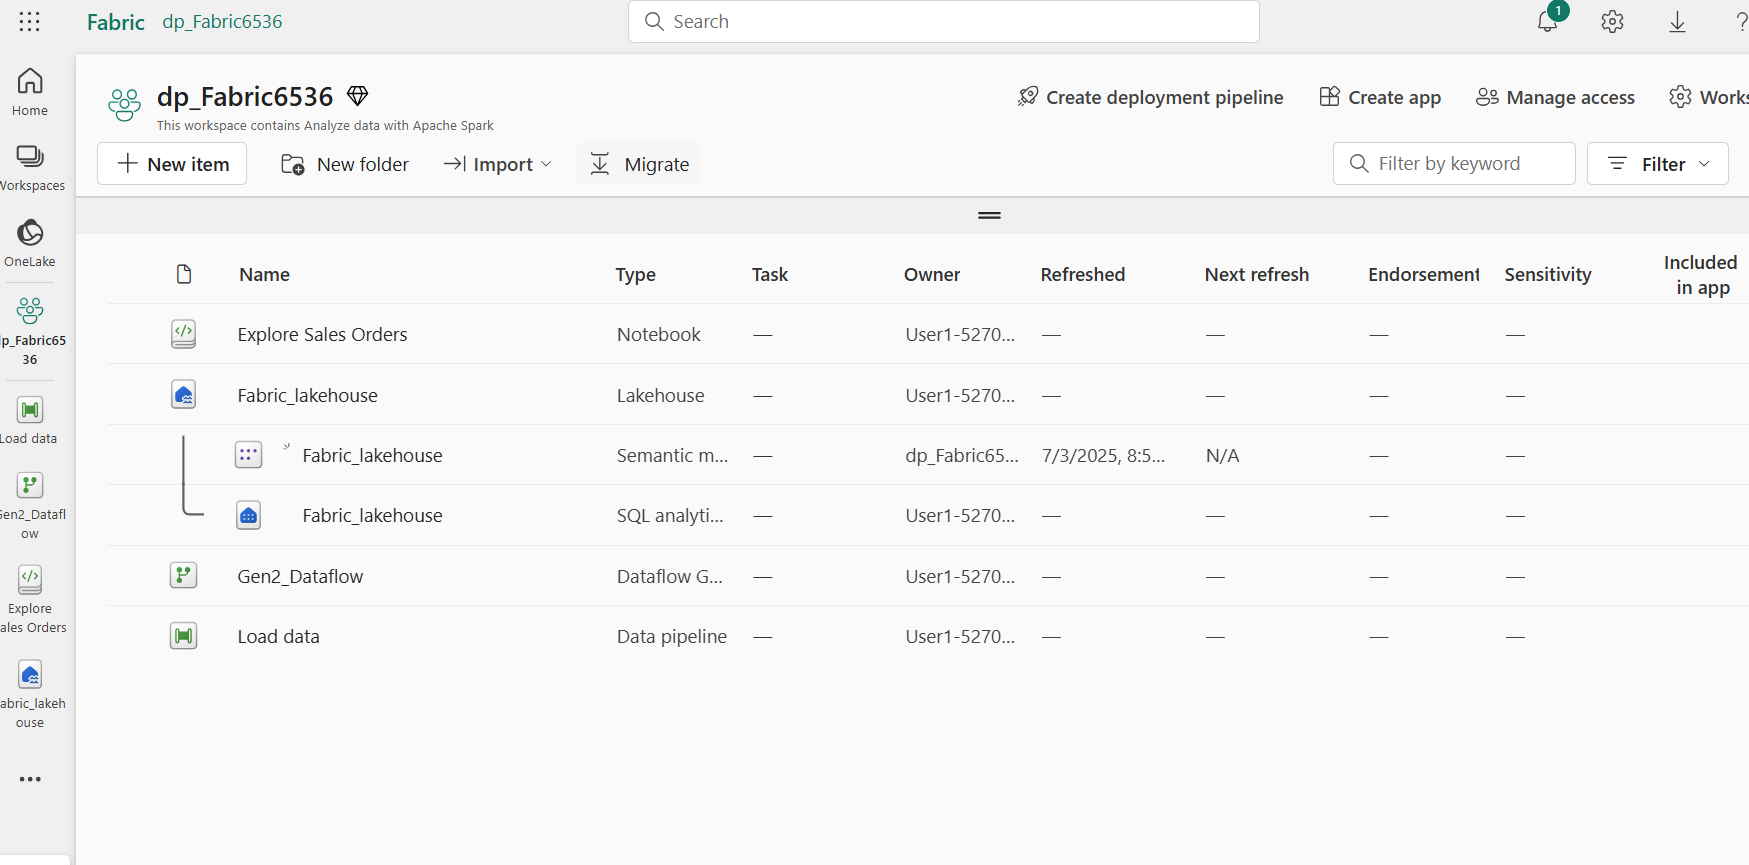 Fabric dp_Fabric6536 Search 1 ?
dp_Fabric6536
This workspace contains Analyze data with Apache Spark
Create deployment pipeline Create app Manage access Works
New item New folder Import Migrate Filter by keyword Filter
Home
Workspaces
OneLake
dp_Fabric65
36
Load data
Gen2_Datafl
ow
Explore
ales Orders
abric_lakeh
ouse
Name Type Task Owner Refreshed Next refresh Endorsement Sensitivity Included
in app
Explore Sales Orders Notebook — User1-5270... — — — —
Fabric_lakehouse Lakehouse — User1-5270... — — — —
Fabric_lakehouse Semantic m... — dp_Fabric65... 7/3/2025, 8:5... N/A — —
Fabric_lakehouse SQL analyti... — User1-5270... — — — —
Gen2_Dataflow Dataflow G... — User1-5270... — — — —
Load data Data pipeline — User1-5270... — — — —